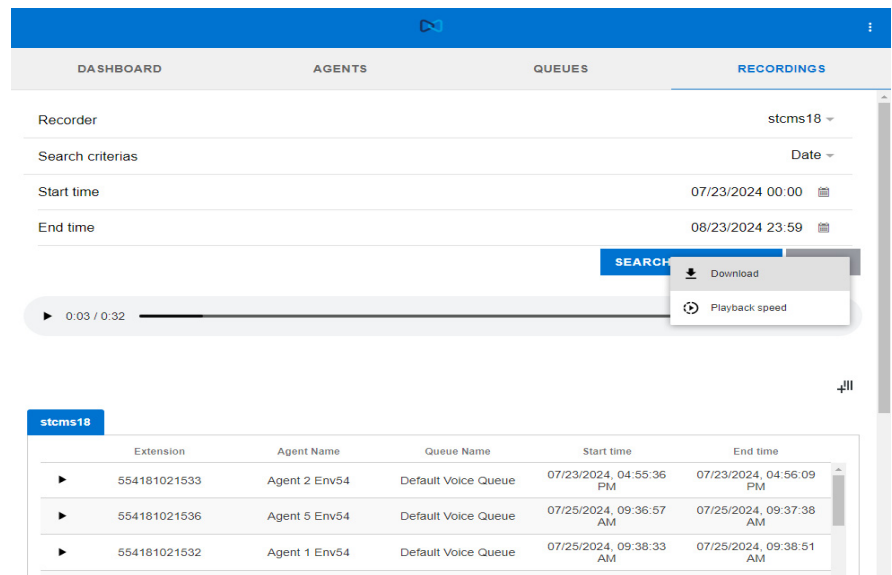 DASHBOARD AGENTS QUEUES RECORDINGS
Recorder stcms18
Search criterias Date
Start time 07/23/2024 00:00
End time 08/23/2024 23:59
SEARCH
Download
Playback speed
0:03 / 0:32
stcms18
Extension Agent Name Queue Name Start time End time
554181021533 Agent 2 Env54 Default Voice Queue 07/23/2024, 04:55:36 PM 07/23/2024, 04:56:09 PM
554181021536 Agent 5 Env54 Default Voice Queue 07/25/2024, 09:36:57 AM 07/25/2024, 09:37:38 AM
554181021532 Agent 1 Env54 Default Voice Queue 07/25/2024, 09:38:33 AM 07/25/2024, 09:38:51 AM